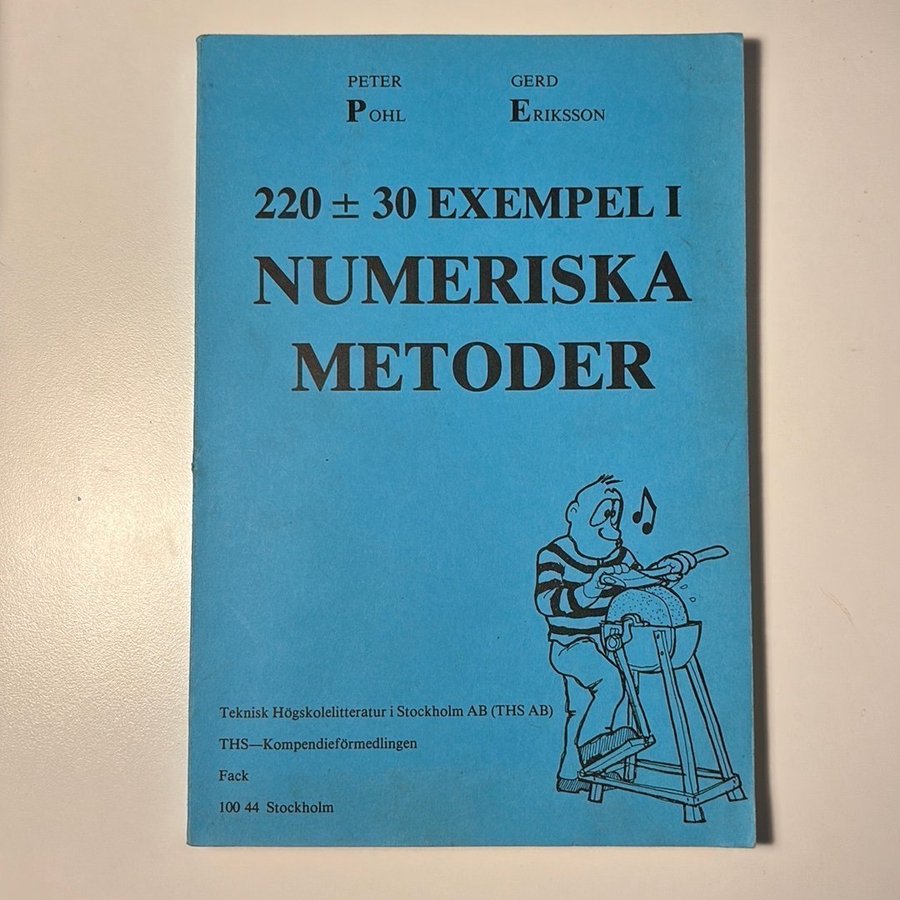 PETER
POHL
GERD
ERIKSSON
220 ± 30 EXEMPEL I
NUMERISKA
METODER
Teknisk Högskolelitteratur i Stockholm AB (THS AB)
THS—Kompendieförmedlingen
Fack
100 44 Stockholm